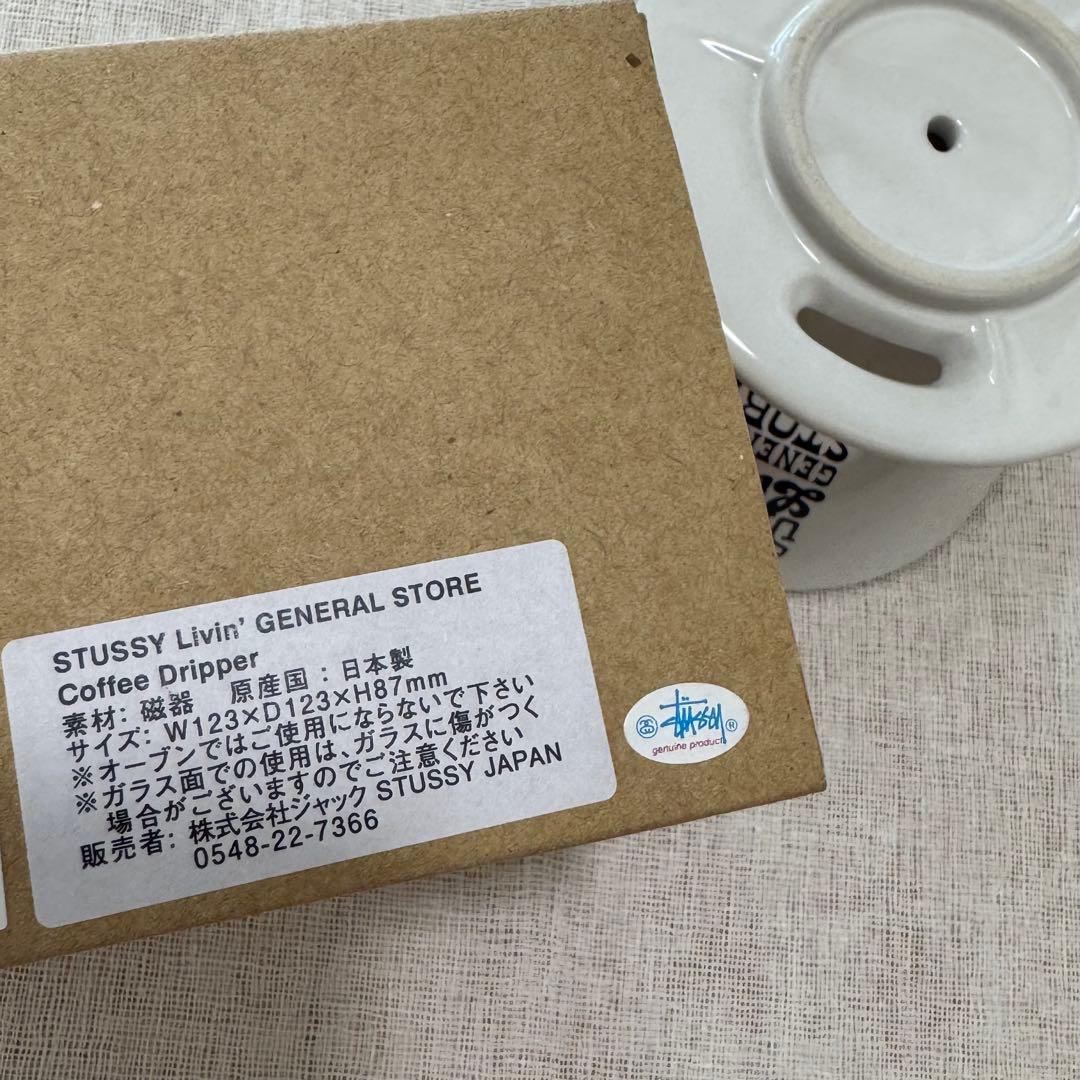 STUSSY Livin' GENERAL STORE
Coffee Dripper
素材: 磁器 原産国 : 日本製
サイズ: W123×D123×H87mm
※オーブンではご使用にならないで下さい
※ガラス面での使用は、ガラスに傷がつく
場合がございますのでご注意ください
販売者: 株式会社ジャック STUSSY JAPAN
0548-22-7366
Stüssy ®
genuine product